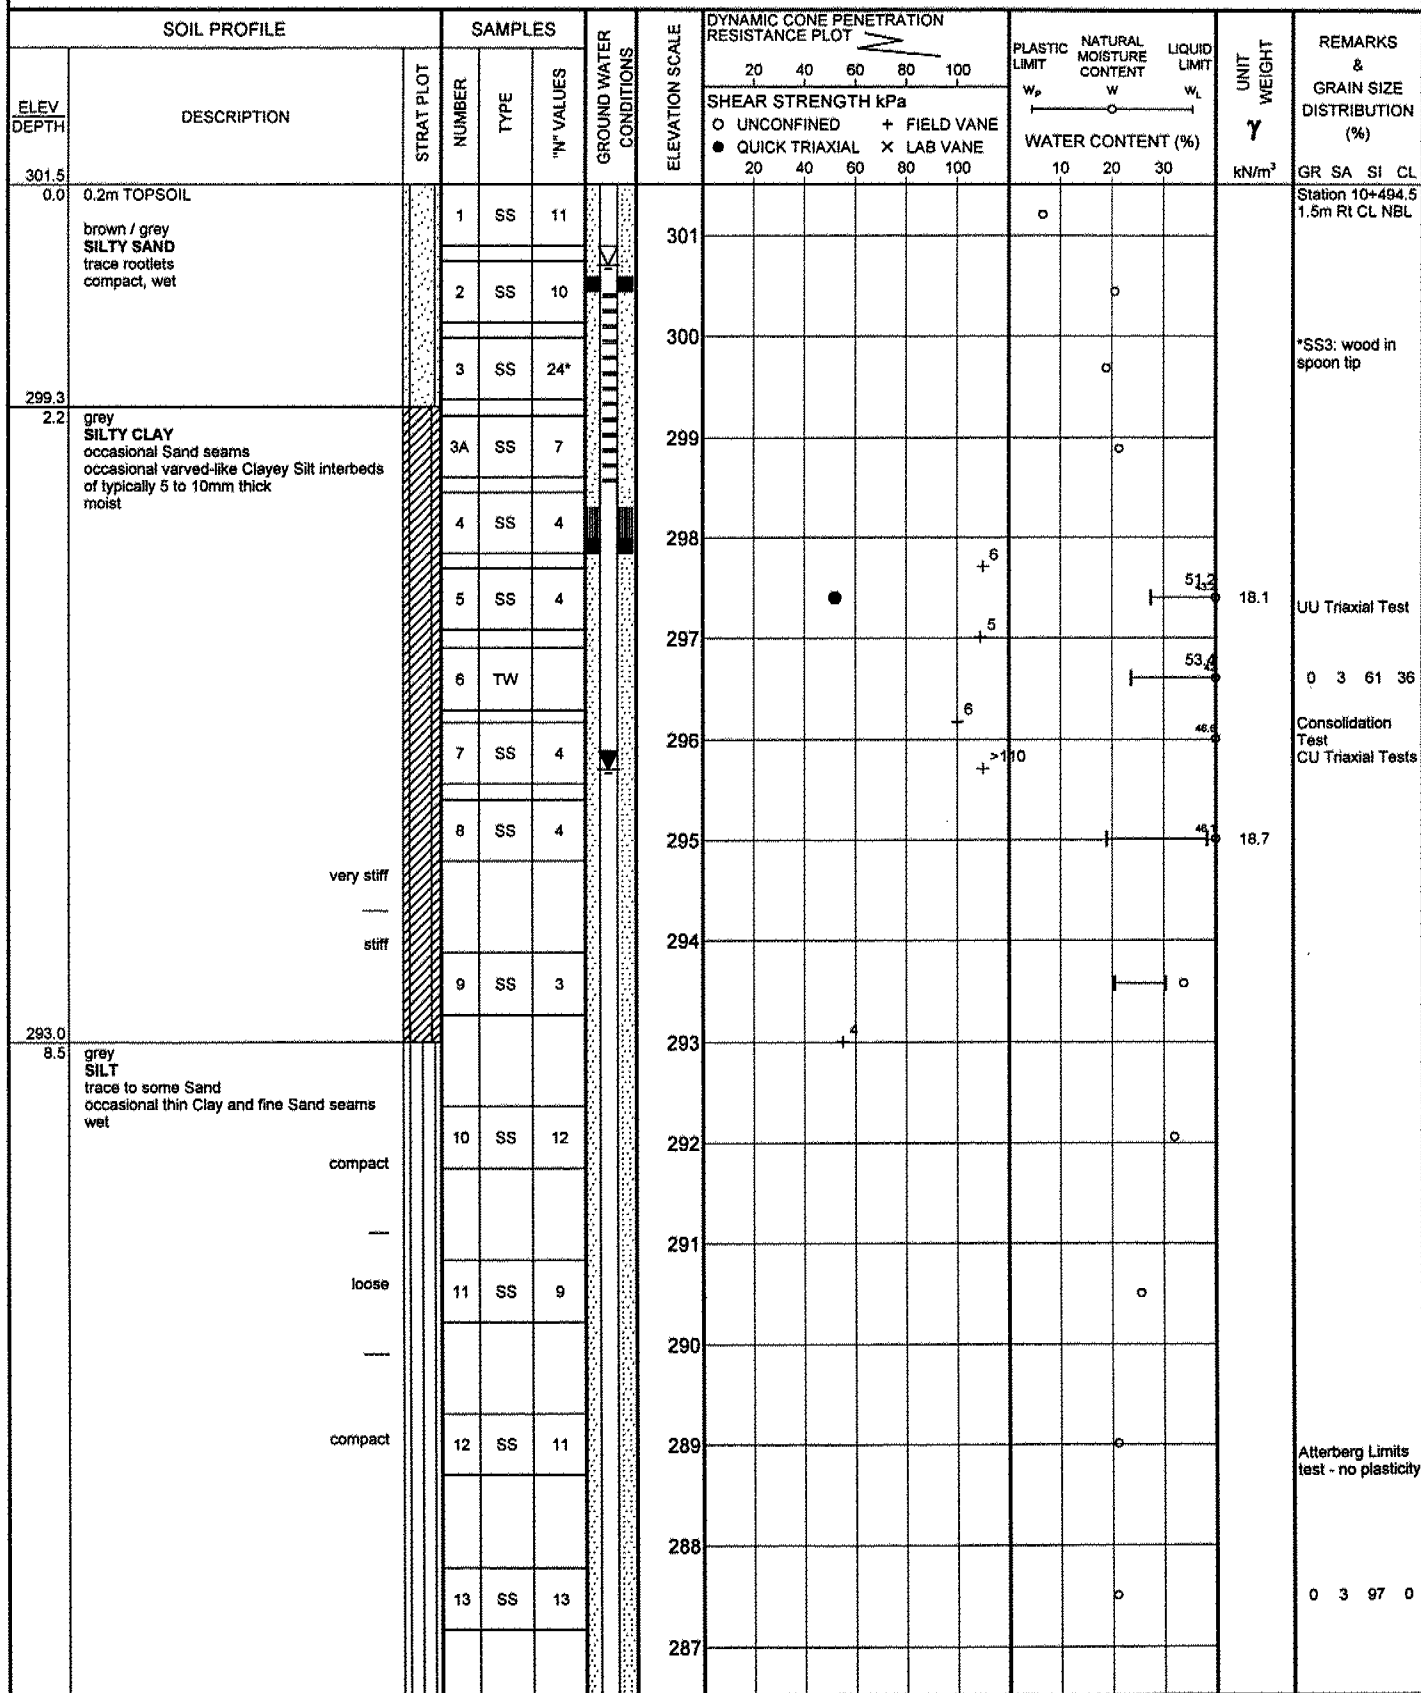 SOIL PROFILE
SAMPLES
GROUND WATER
CONDITIONS
ELEVATION SCALE
DYNAMIC CONE PENETRATION
RESISTANCE PLOT
20 40 60 80 100
SHEAR STRENGTH kPa
O UNCONFINED + FIELD VANE
● QUICK TRIAXIAL × LAB VANE
20 40 60 80 100
PLASTIC LIMIT
NATURAL MOISTURE CONTENT
LIQUID LIMIT
WP W WL
WATER CONTENT (%)
10 20 30
UNIT
WEIGHT
γ
kN/m³
REMARKS
&
GRAIN SIZE
DISTRIBUTION
(%)
GR SA SI CL
ELEV
DEPTH
DESCRIPTION
STRAT PLOT
NUMBER
TYPE
"N" VALUES
301.5
0.0 0.2m TOPSOIL
brown / grey
SILTY SAND
trace rootlets
compact, wet
299.3
2.2 grey
SILTY CLAY
occasional Sand seams
occasional varved-like Clayey Silt interbeds
of typically 5 to 10mm thick
moist
very stiff
stiff
293.0
8.5 grey
SILT
trace to some Sand
occasional thin Clay and fine Sand seams
wet
compact
loose
compact
1 SS 11
2 SS 10
3 SS 24*
3A SS 7
4 SS 4
5 SS 4
6 TW
7 SS 4
8 SS 4
9 SS 3
10 SS 12
11 SS 9
12 SS 11
13 SS 13
301
300
299
298
297
296
295
294
293
292
291
290
289
288
287
6
5
6
>110
4
51.2
53.4
46.6
46.1
18.1
18.7
Station 10+494.5
1.5m Rt CL NBL
*SS3: wood in
spoon tip
UU Triaxial Test
0 3 61 36
Consolidation
Test
CU Triaxial Tests
Atterberg Limits
test - no plasticity
0 3 97 0